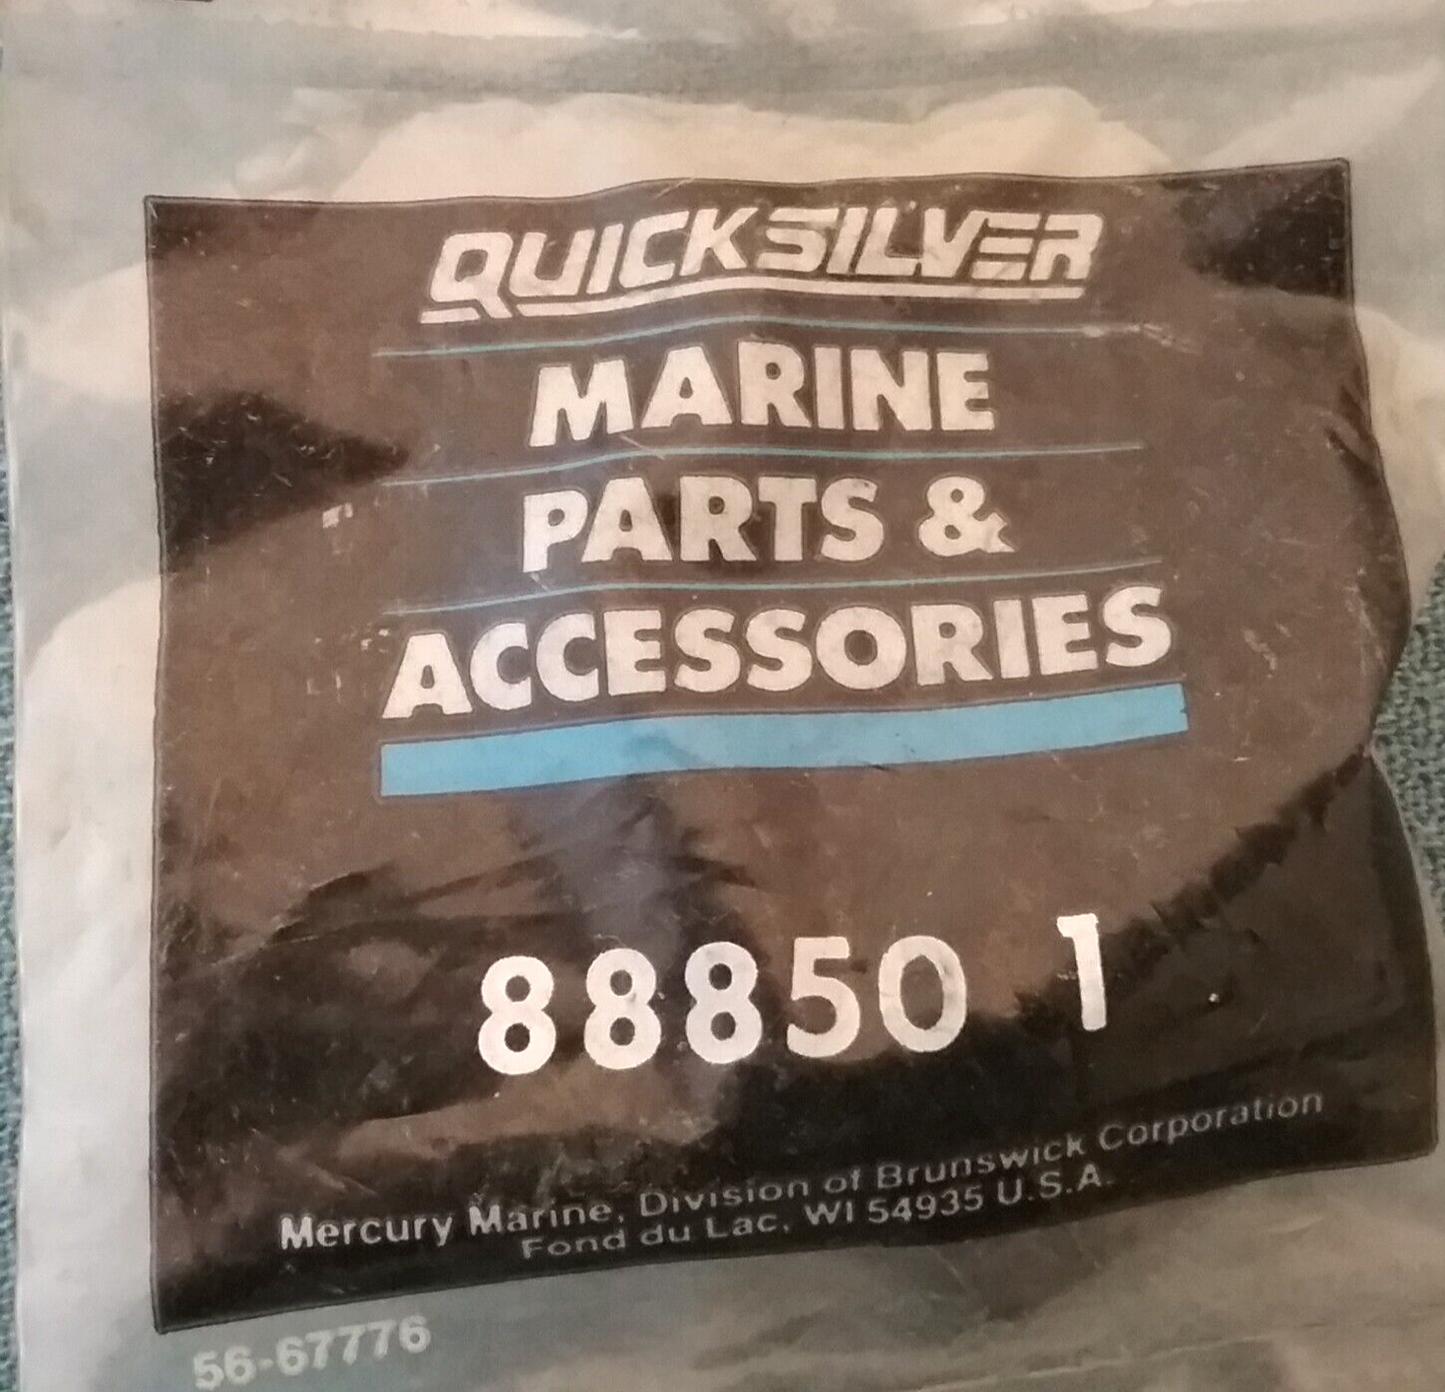 QUICKSILVER
MARINE
PARTS &
ACCESSORIES
88850 1
Mercury Marine, Division of Brunswick Corporation
Fond du Lac, WI 54935 U.S.A.
56-67776